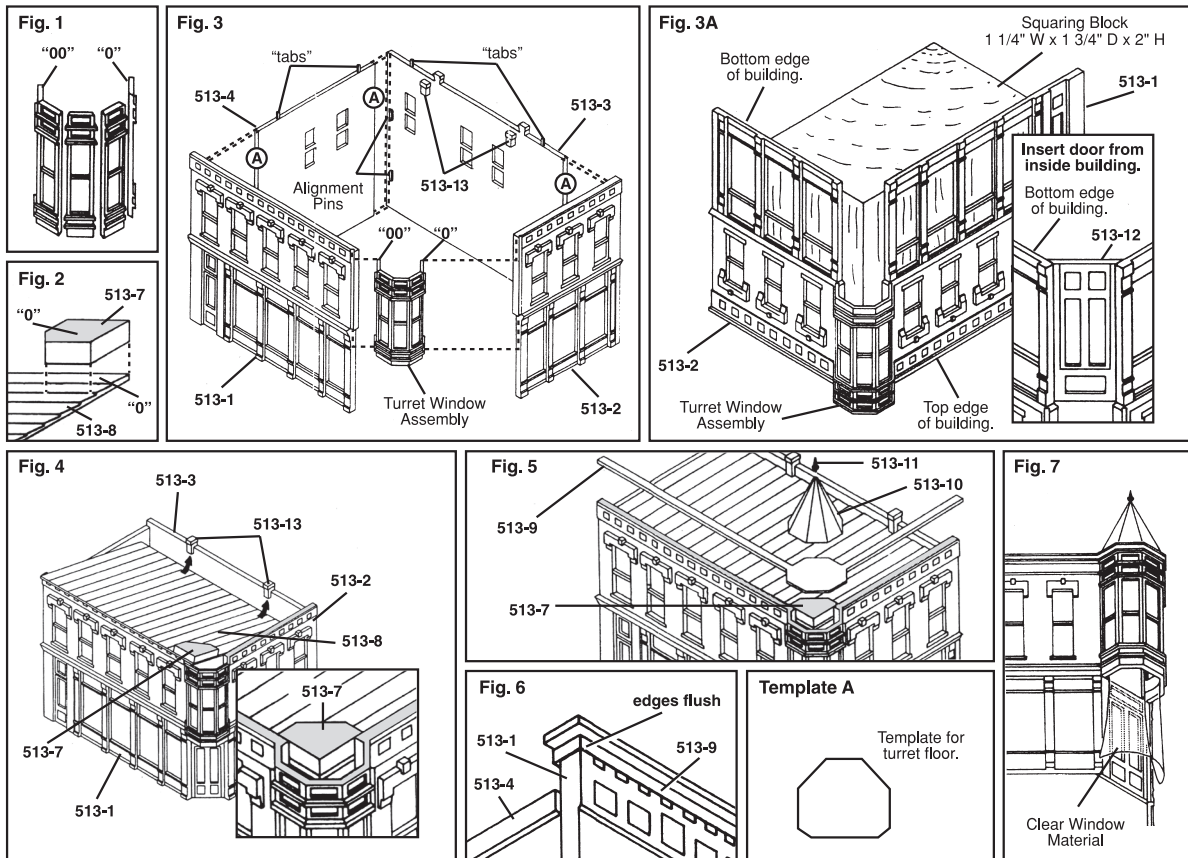 Fig. 1
“00” “0”
Fig. 2
513-7
“0”
“0”
513-8
Fig. 3
“tabs”
“tabs”
513-4
513-3
A
A
A
513-13
Alignment
Pins
“00” “0”
513-1
Turret Window
Assembly
513-2
Fig. 3A
Squaring Block
1 1/4" W x 1 3/4" D x 2" H
Bottom edge
of building.
513-1
Insert door from
inside building.
Bottom edge
of building.
513-12
513-2
Turret Window
Assembly
Top edge
of building.
Fig. 4
513-3
513-13
513-2
513-8
513-7
513-7
513-1
Fig. 5
513-11
513-10
513-9
513-7
Fig. 6
edges flush
513-1
513-9
513-4
Template A
Template for
turret floor.
Fig. 7
Clear Window
Material